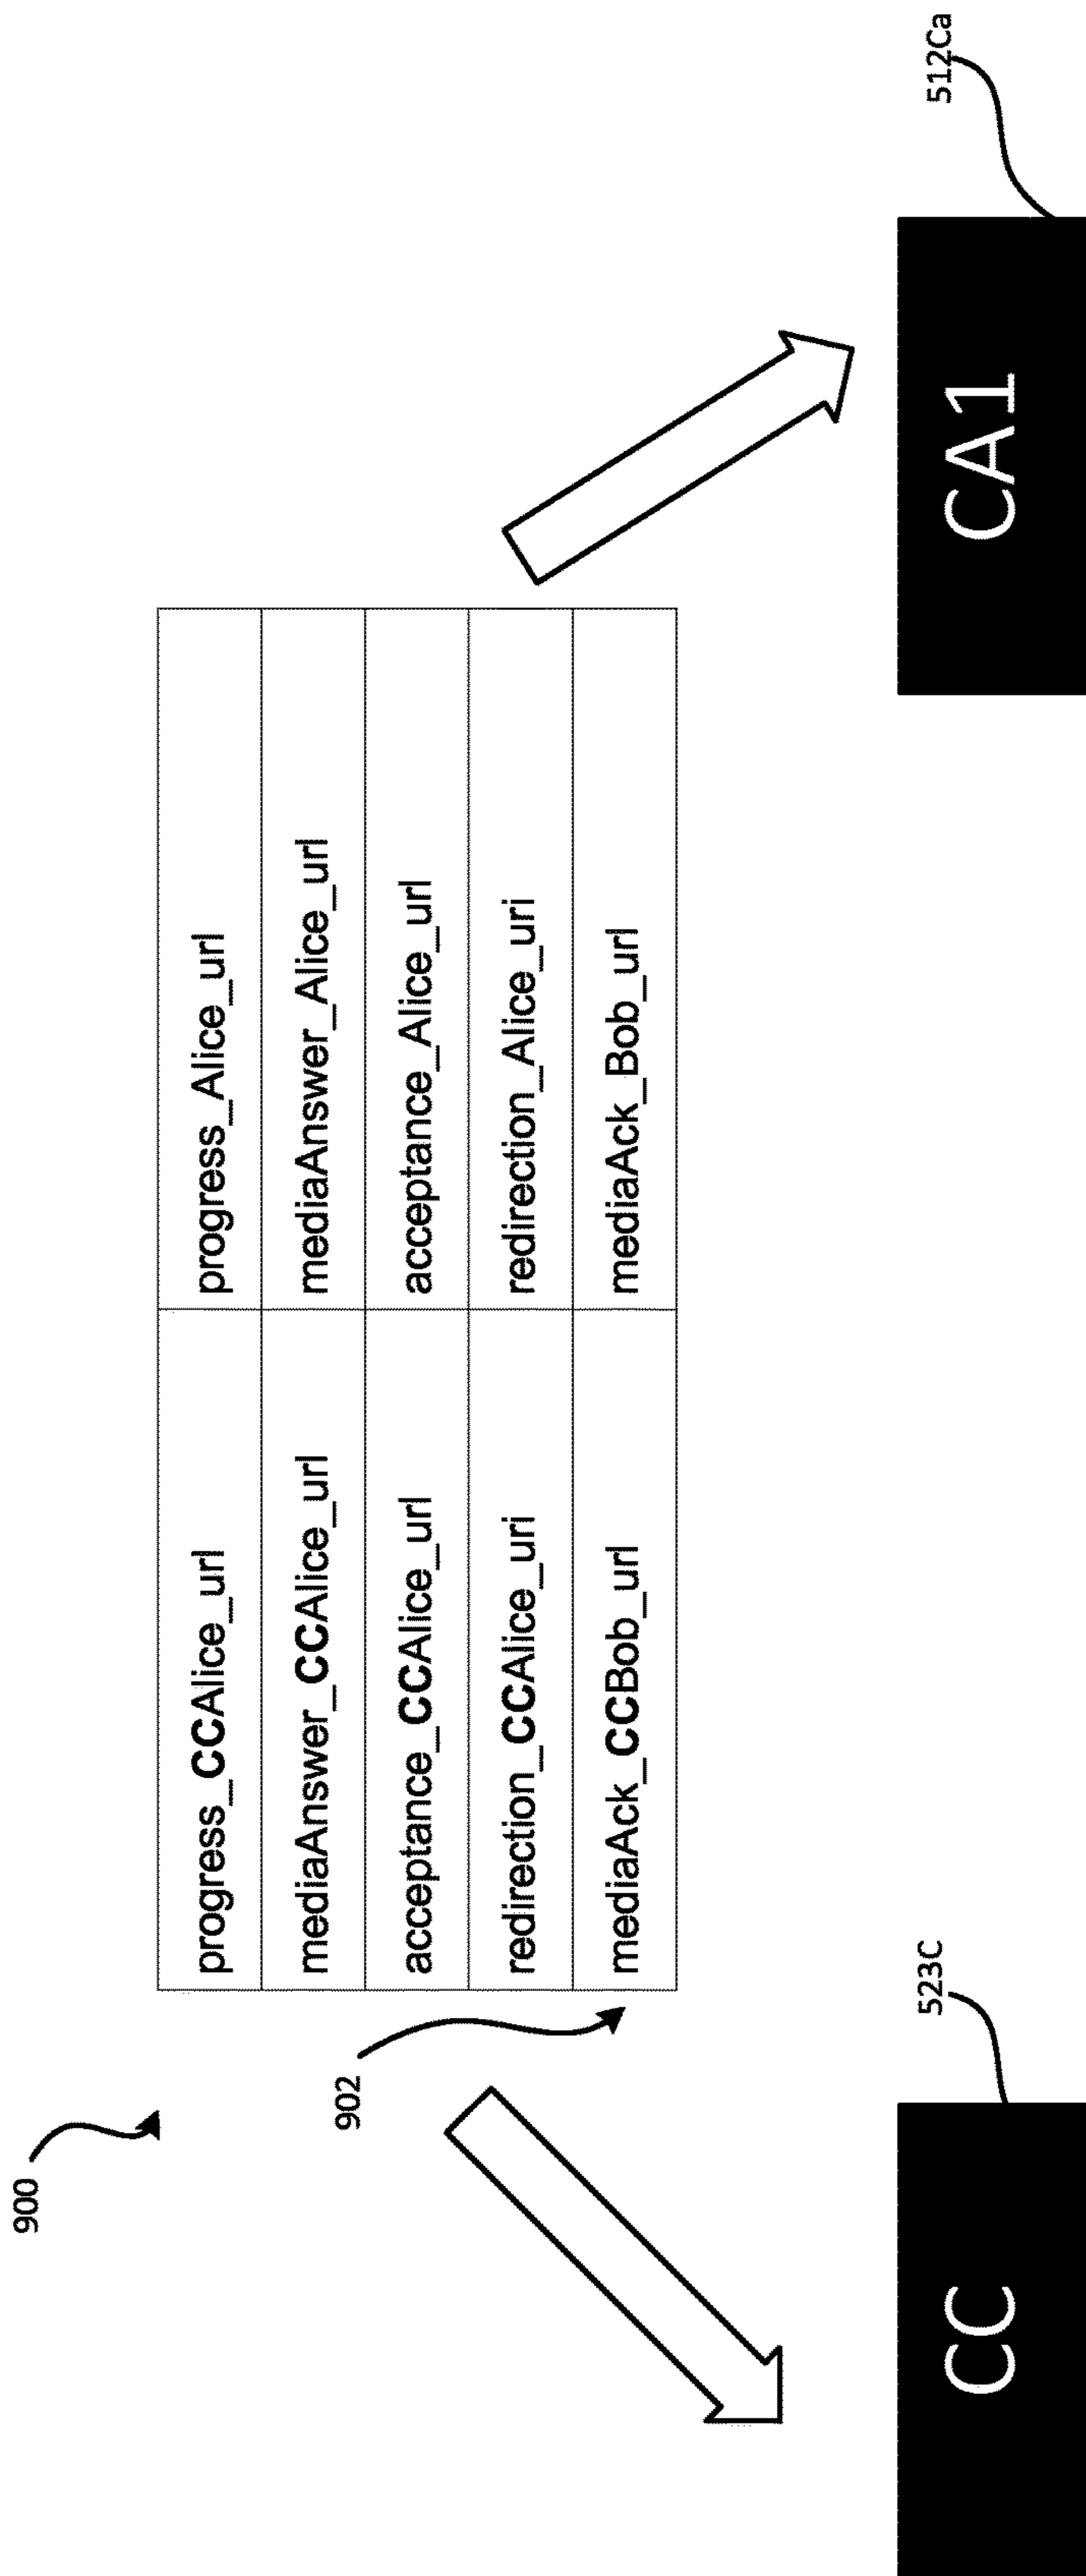 900
progress_CCAlice_url progress_Alice_url
mediaAnswer_CCAlice_url mediaAnswer_Alice_url
902
acceptance_CCAlice_url acceptance_Alice_url
redirection_CCAlice_uri redirection_Alice_uri
mediaAck_CCBob_url mediaAck_Bob_url
523C
512Ca
CC
CA1